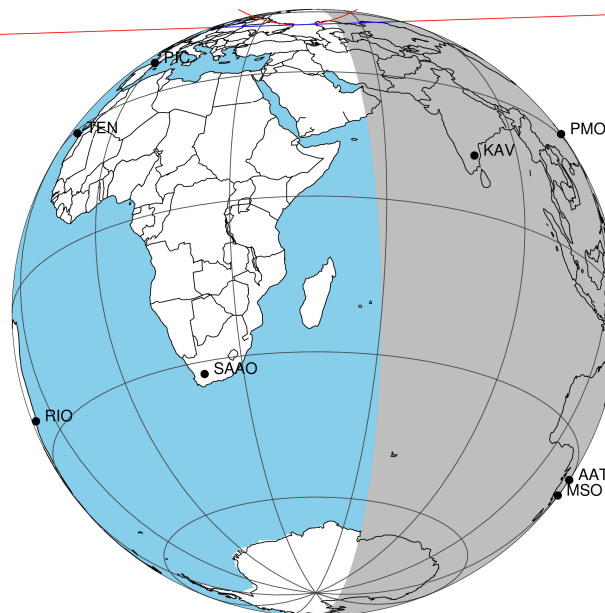 PIC
TEN
PMO
KAV
SAAO
RIO
AAT
MSO